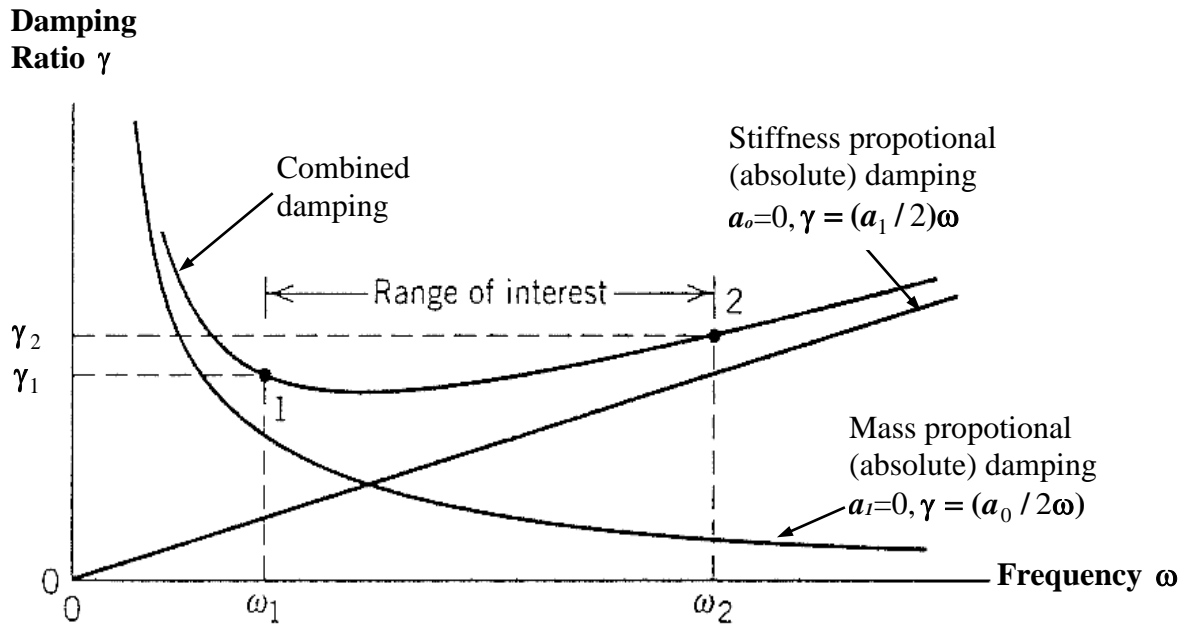 Damping
Ratio γ
Combined
damping
Stiffness propotional
(absolute) damping
aₒ=0, γ = (a₁ / 2)ω
Range of interest
2
γ₂
γ₁
1
Mass propotional
(absolute) damping
a₁=0, γ = (a₀ / 2ω)
0
Frequency ω
0
ω₁
ω₂